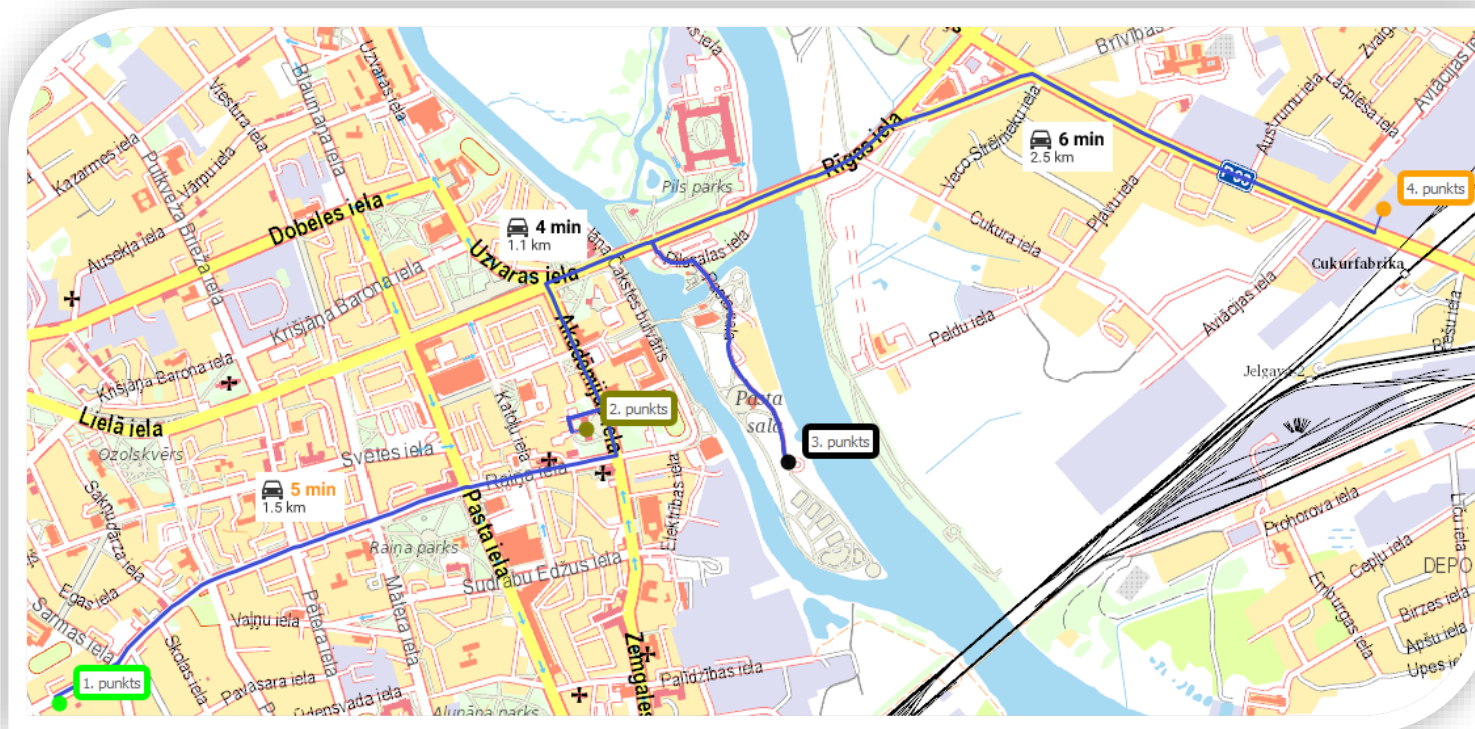 Uzvaras iela
Blaumaņa iela
Viestura iela
Kazarmes iela
Vārpu iela
Pulkveža Brieža iela
Ausekļa iela
Dobeles iela
Krišjāņa Barona iela
Krišjāņa Barona iela
Lielā iela
Ozolskvērs
Svētes iela
Uzvaras iela
4 min
1.1 km
Pils parks
Pilssalas iela
Pasta iela
Rīgas iela
Brīvības
6 min
2.5 km
Veco Strēlnieku iela
Cukura iela
Pļavu iela
Austrumu iela
Lāčplēša iela
Aviācijas iela
4. punkts
Cukurfabrika
Aviācijas iela
Peldu iela
Jelgava 2
Akadēmijas iela
2. punkts
Katoļu iela
Raiņa iela
Pasta sala
3. punkts
5 min
1.5 km
Sakņudārza iela
Raiņa parks
Pasta iela
Sudrabu Edžus iela
Elektrības iela
Prohorova iela
Cepļu iela
DEPO
Emburgas iela
Birzes iela
Apšu iela
Upes
Egas iela
Sarmas iela
Vaļņu iela
Pētera iela
Mātera iela
Skolas iela
1. punkts
Pavasara iela
Ūdensvada iela
Alunāna parks
Zemgales
Palīdzības iela